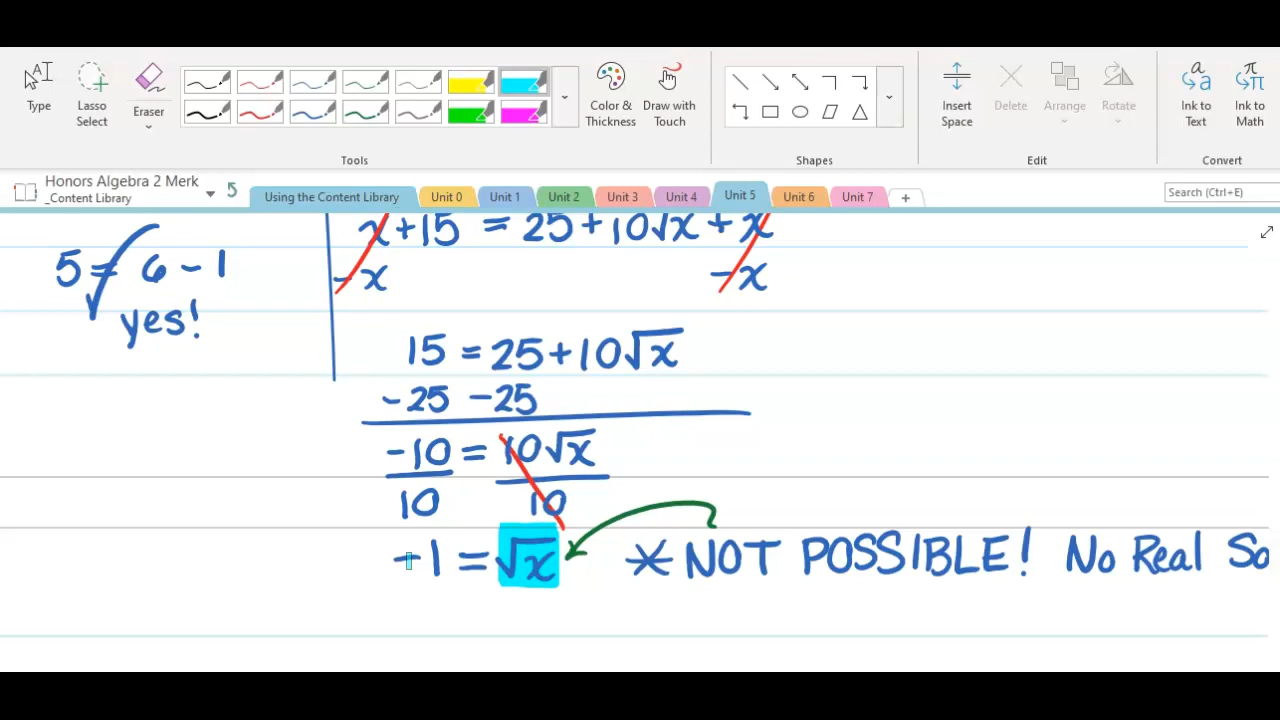 Type
Lasso Select
Eraser
Color & Thickness
Draw with Touch
Insert Space
Delete
Arrange
Rotate
a
a
Ink to Text
π
π
Ink to Math
Tools
Shapes
Edit
Convert
Honors Algebra 2 Merk
_Content Library
Using the Content Library
Unit 0
Unit 1
Unit 2
Unit 3
Unit 4
Unit 5
Unit 6
Unit 7
+
Search (Ctrl+E)
5 = 6 - 1
yes!
x + 15 = 25 + 10√x + x
-x -x
15 = 25 + 10√x
-25 -25
-10 = 10√x
10 10
-1 = √x * NOT POSSIBLE! No Real So